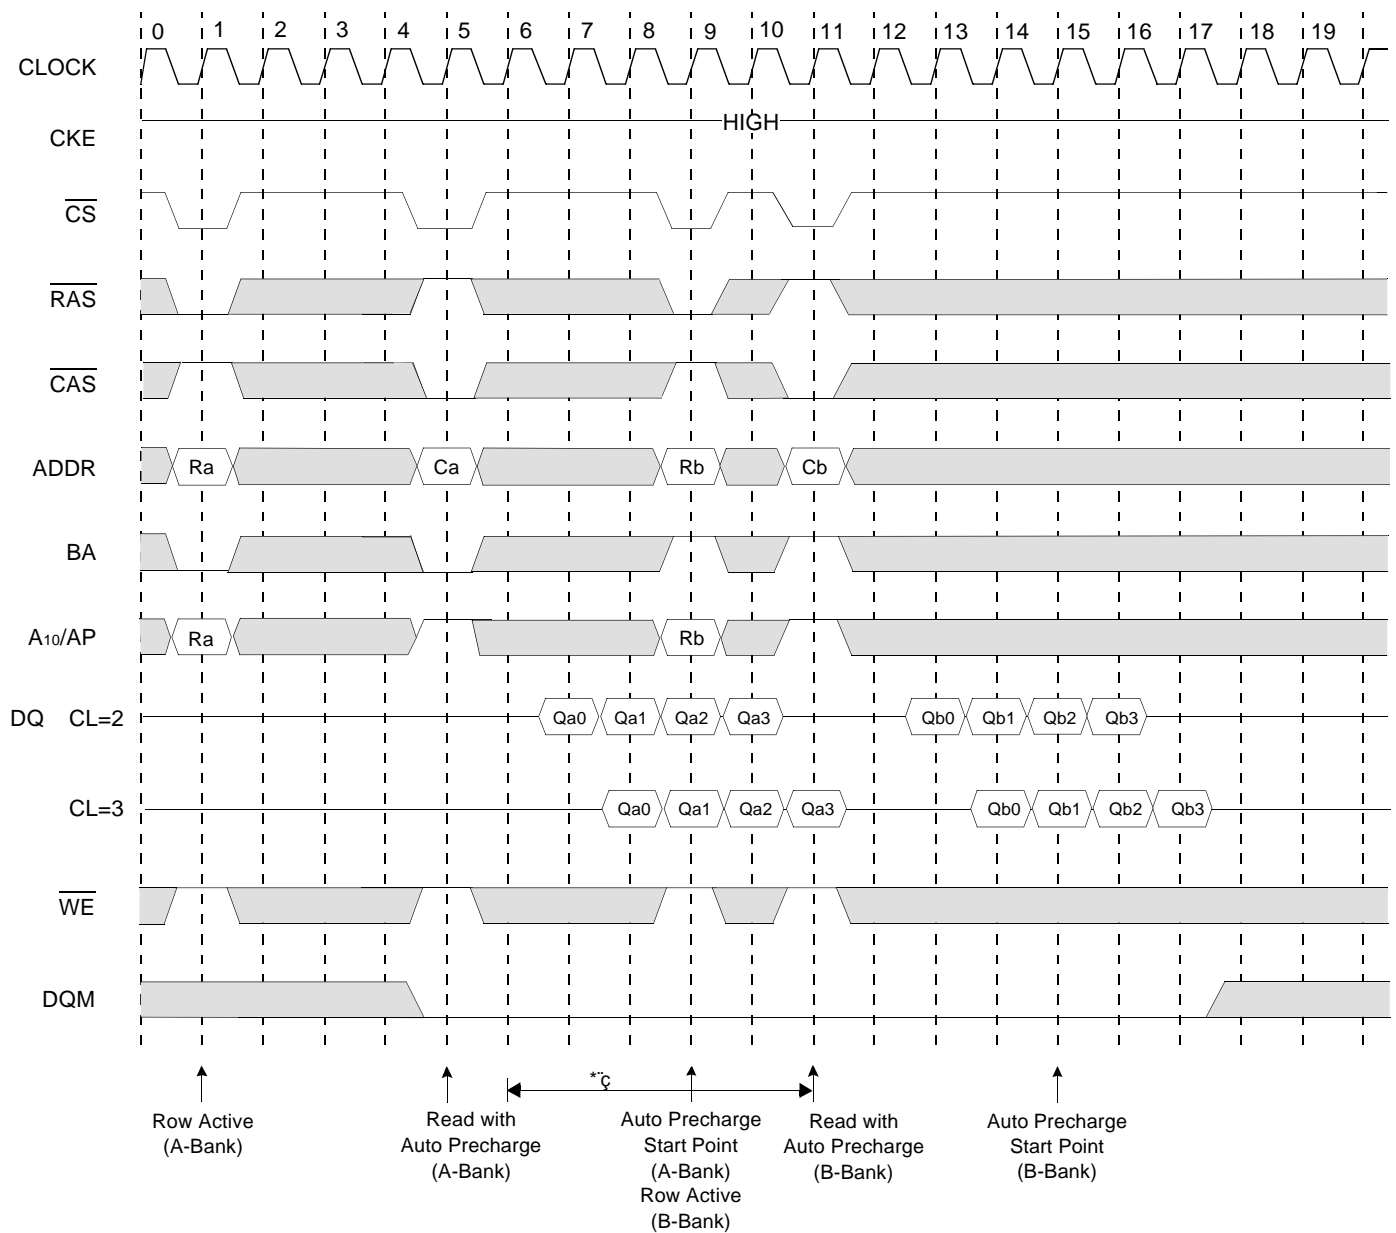 0 1 2 3 4 5 6 7 8 9 10 11 12 13 14 15 16 17 18 19
CLOCK
HIGH
CKE
CS
RAS
CAS
ADDR Ra Ca Rb Cb
BA
A10/AP Ra Rb
DQ CL=2 Qa0 Qa1 Qa2 Qa3 Qb0 Qb1 Qb2 Qb3
CL=3 Qa0 Qa1 Qa2 Qa3 Qb0 Qb1 Qb2 Qb3
WE
DQM
*¨ç
Row Active
(A-Bank)
Read with
Auto Precharge
(A-Bank)
Auto Precharge
Start Point
(A-Bank)
Row Active
(B-Bank)
Read with
Auto Precharge
(B-Bank)
Auto Precharge
Start Point
(B-Bank)